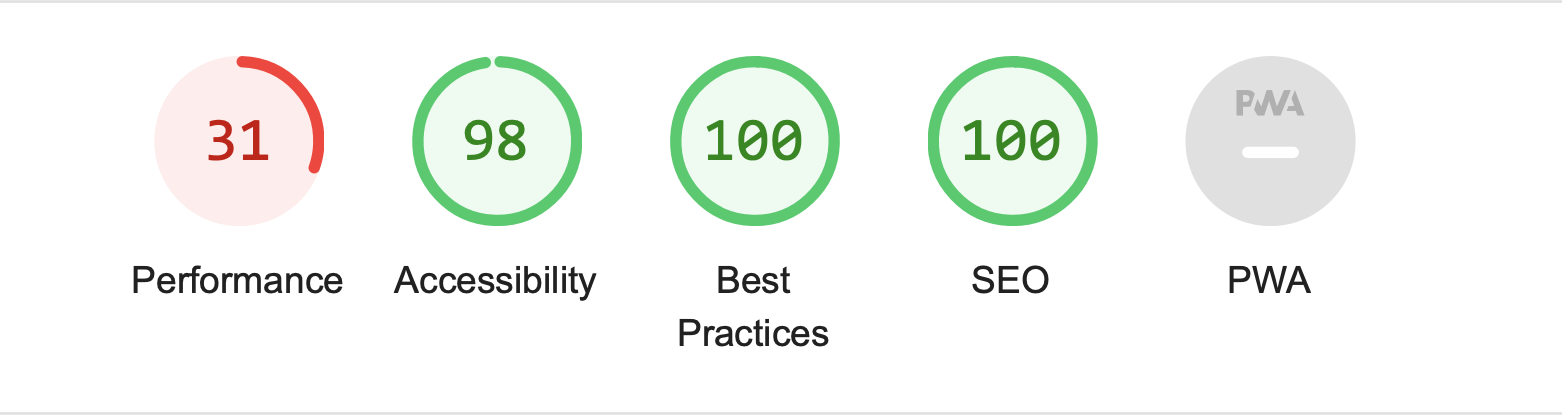 31
98
100
100
PWA
Performance
Accessibility
Best
Practices
SEO
PWA